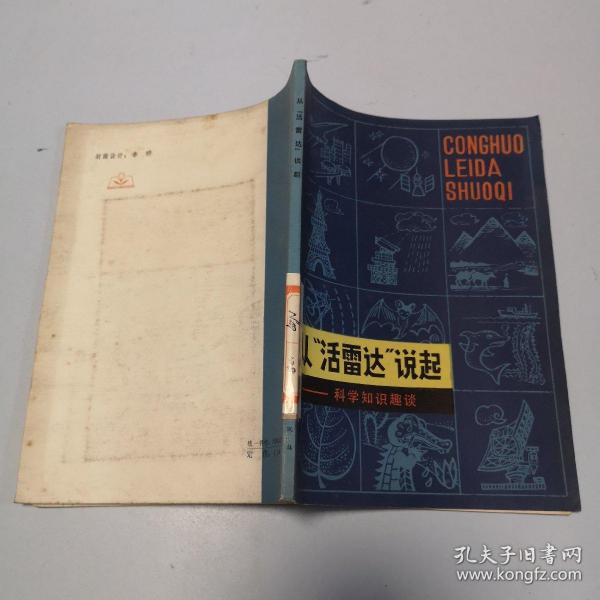 封面设计：李明
从“活雷达”说起
CONGHUO
LEIDA
SHUOQI
从“活雷达”说起
——科学知识趣谈
孔夫子旧书网
www.kongfz.com